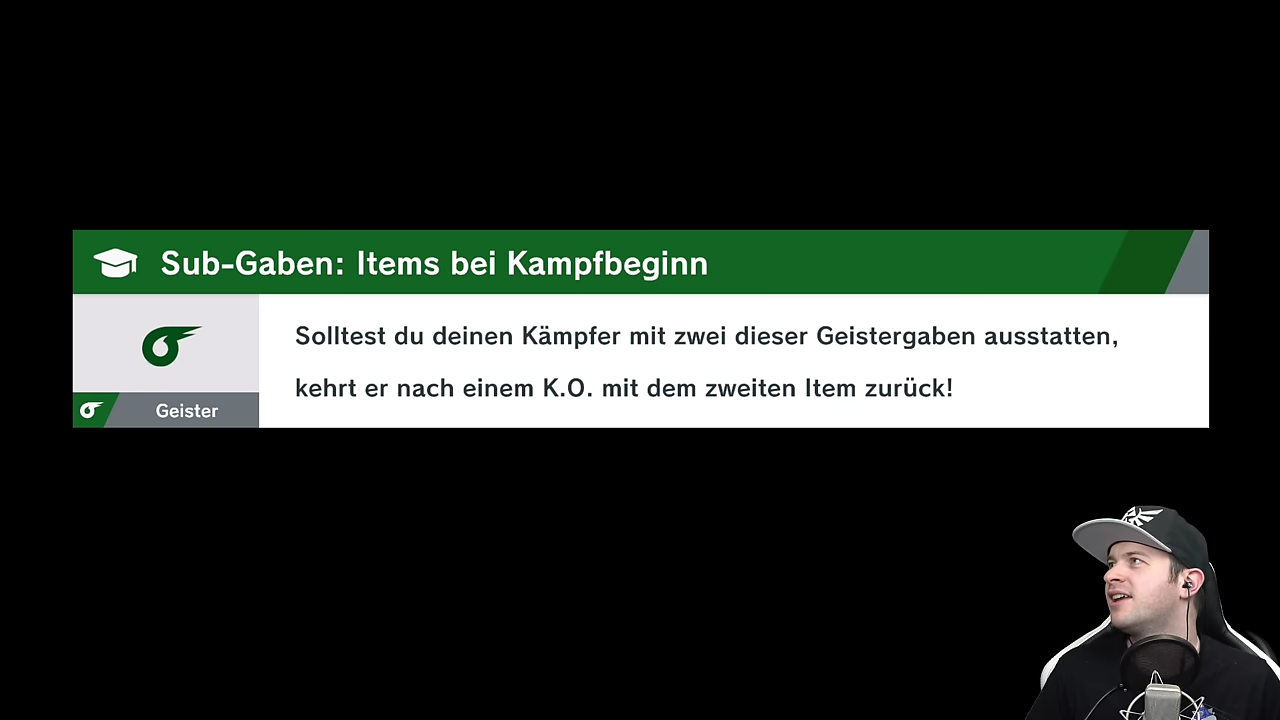 Sub-Gaben: Items bei Kampfbeginn
Solltest du deinen Kämpfer mit zwei dieser Geistergaben ausstatten,
kehrt er nach einem K.O. mit dem zweiten Item zurück!
Geister